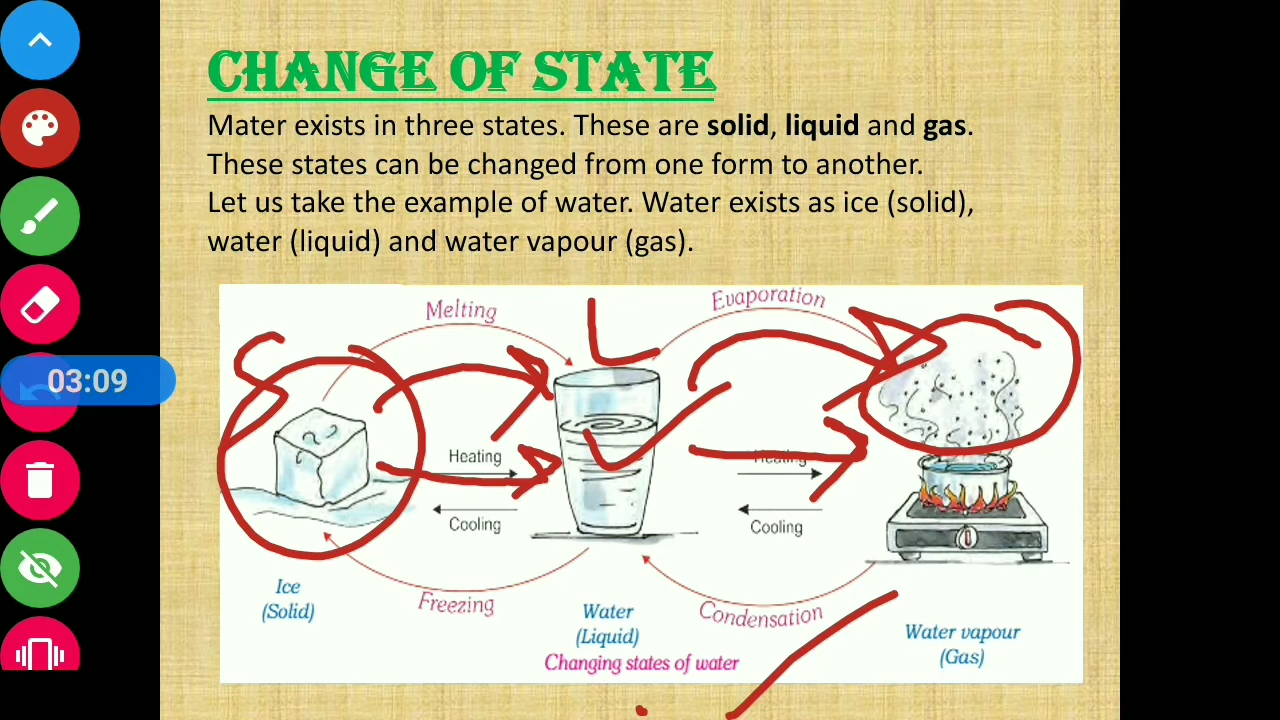 CHANGE OF STATE
Mater exists in three states. These are solid, liquid and gas.
These states can be changed from one form to another.
Let us take the example of water. Water exists as ice (solid),
water (liquid) and water vapour (gas).
Melting
Evaporation
03:09
Heating
Heating
Cooling
Cooling
Ice
(Solid)
Freezing
Water
(Liquid)
Condensation
Water vapour
(Gas)
Changing states of water